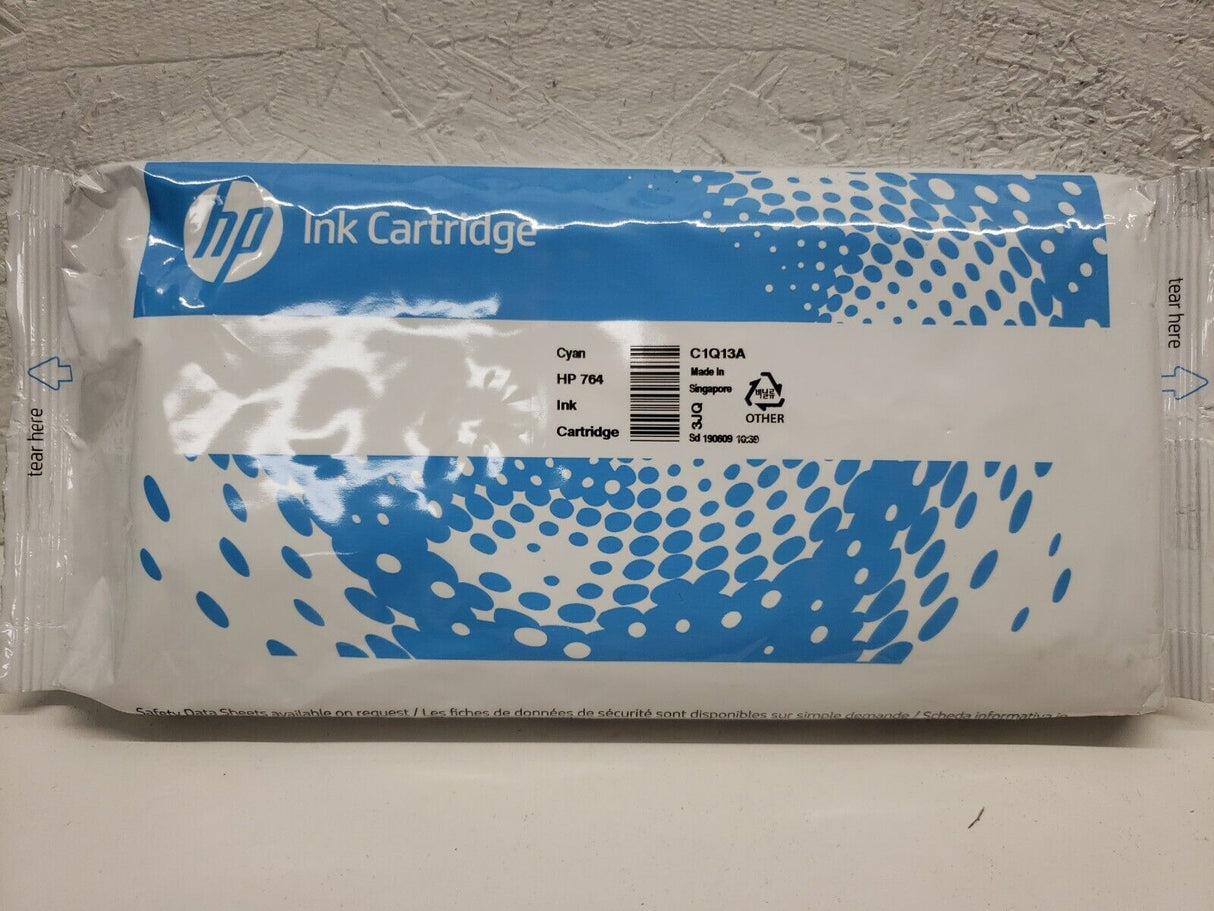 hp Ink Cartridge
Cyan
HP 764
Ink
Cartridge
C1Q13A
Made In
Singapore
3JQ
Sd 190609 10:39
비닐
OTHER
tear here
tear here
Safety Data Sheets available on request / Les fiches de données de sécurité sont disponibles sur simple demande / Scheda informativa